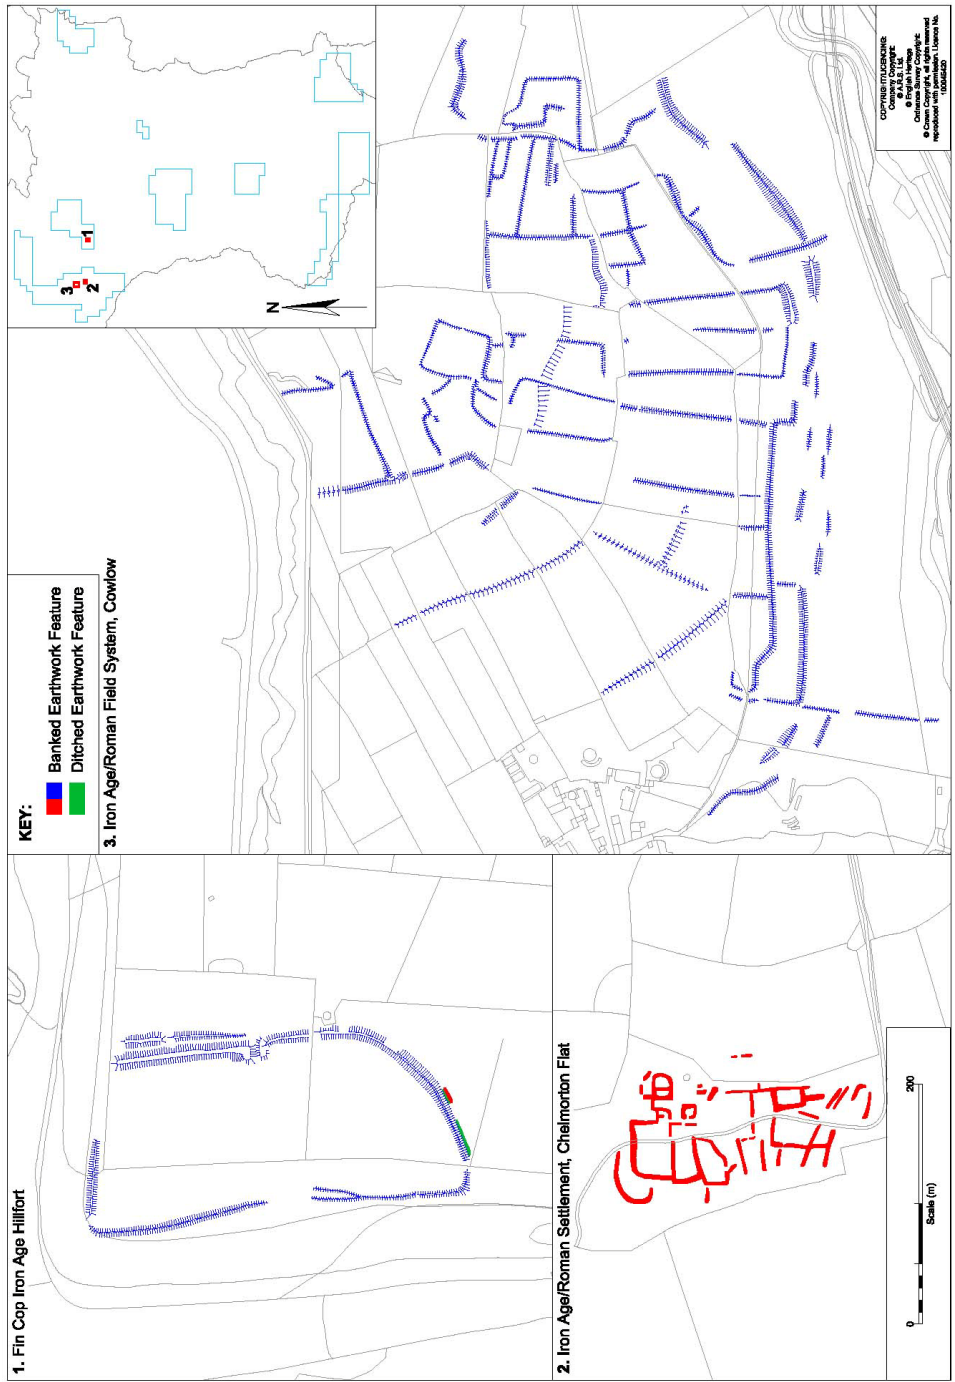 1. Fin Cop Iron Age Hillfort
2. Iron Age/Roman Settlement, Chelmorton Flat
0
200
Scale (m)
KEY:
Banked Earthwork Feature
Ditched Earthwork Feature
3. Iron Age/Roman Field System, Cowlow
N
3
2
1
COPYRIGHT/LICENCING:
Company Copyright:
© A.R.S. Ltd.
© English Heritage
Ordnance Survey Copyright:
© Crown Copyright, all rights reserved
reproduced with permission. Licence No.
100045420